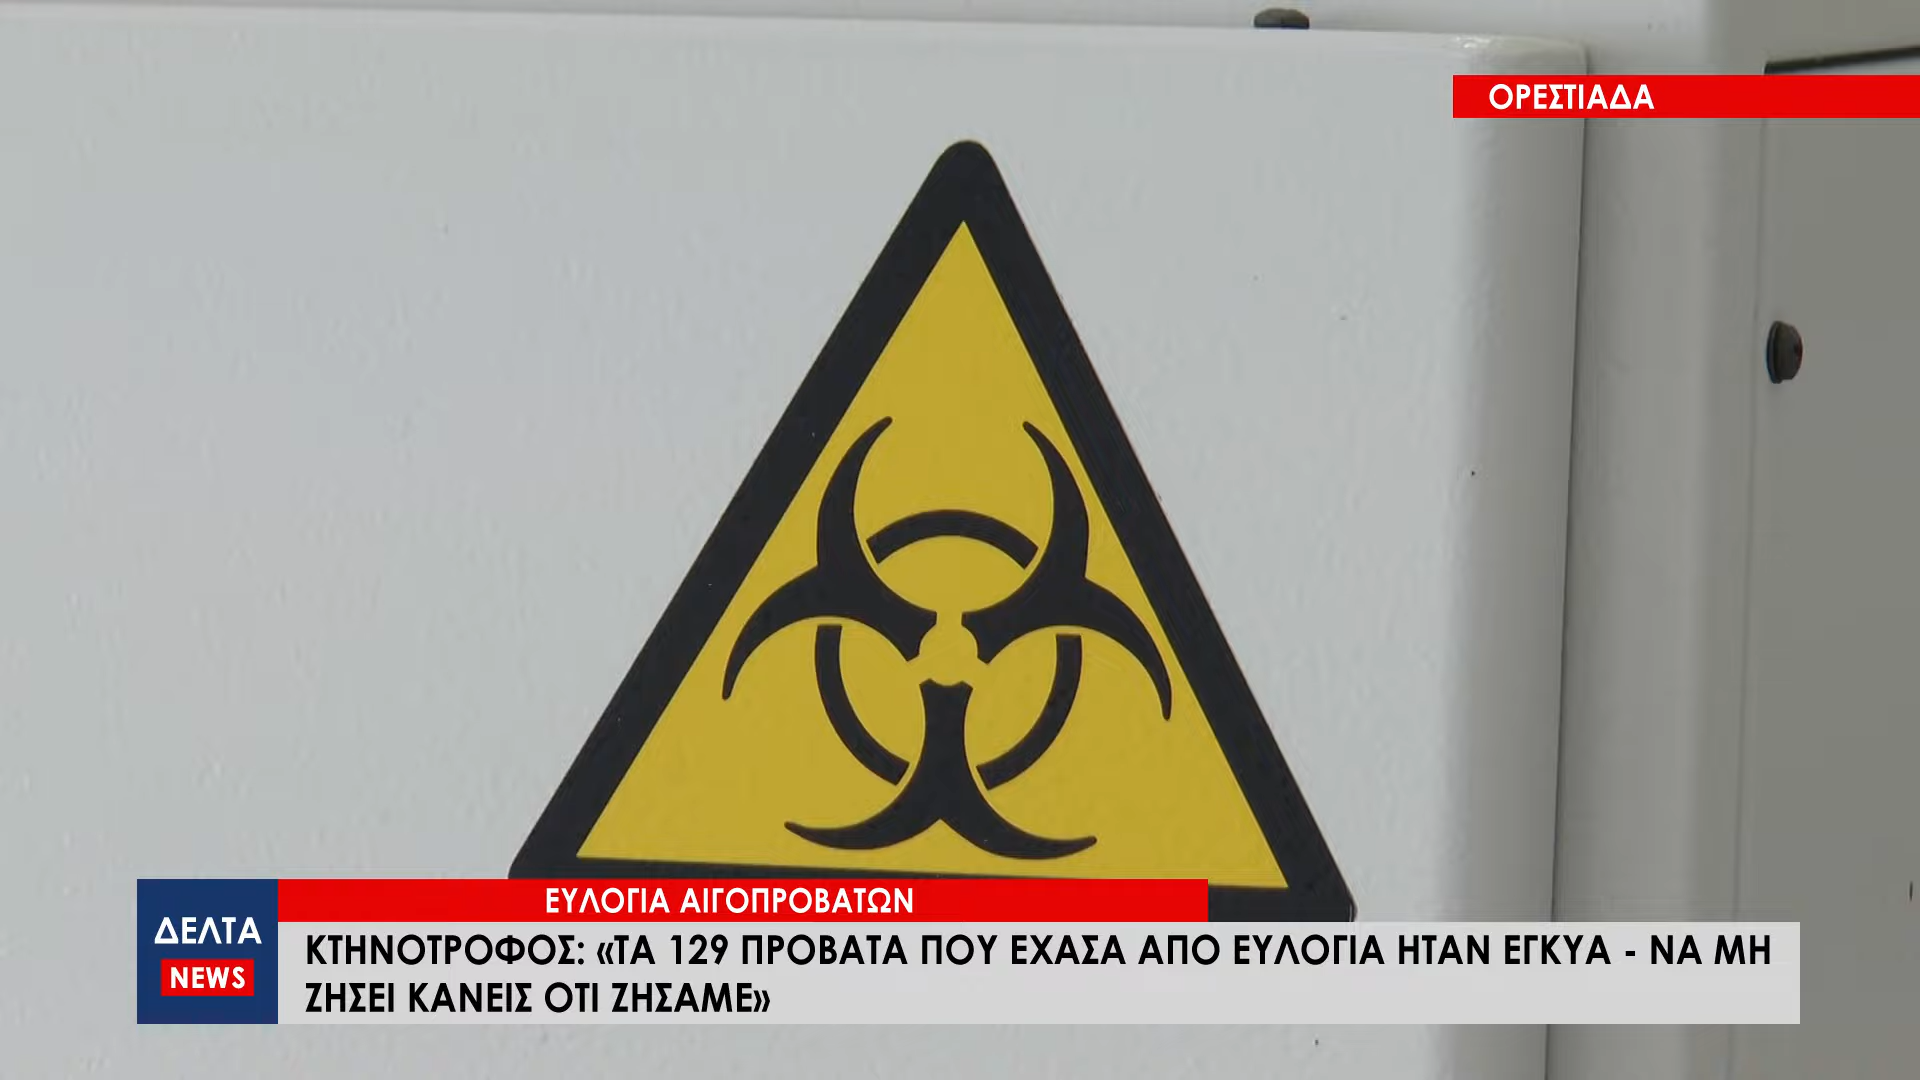 ΟΡΕΣΤΙΑΔΑ
ΕΥΛΟΓΙΑ ΑΙΓΟΠΡΟΒΑΤΩΝ
ΔΕΛΤΑ
NEWS
ΚΤΗΝΟΤΡΟΦΟΣ: «ΤΑ 129 ΠΡΟΒΑΤΑ ΠΟΥ ΕΧΑΣΑ ΑΠΟ ΕΥΛΟΓΙΑ ΗΤΑΝ ΕΓΚΥΑ - ΝΑ ΜΗ
ΖΗΣΕΙ ΚΑΝΕΙΣ ΟΤΙ ΖΗΣΑΜΕ»